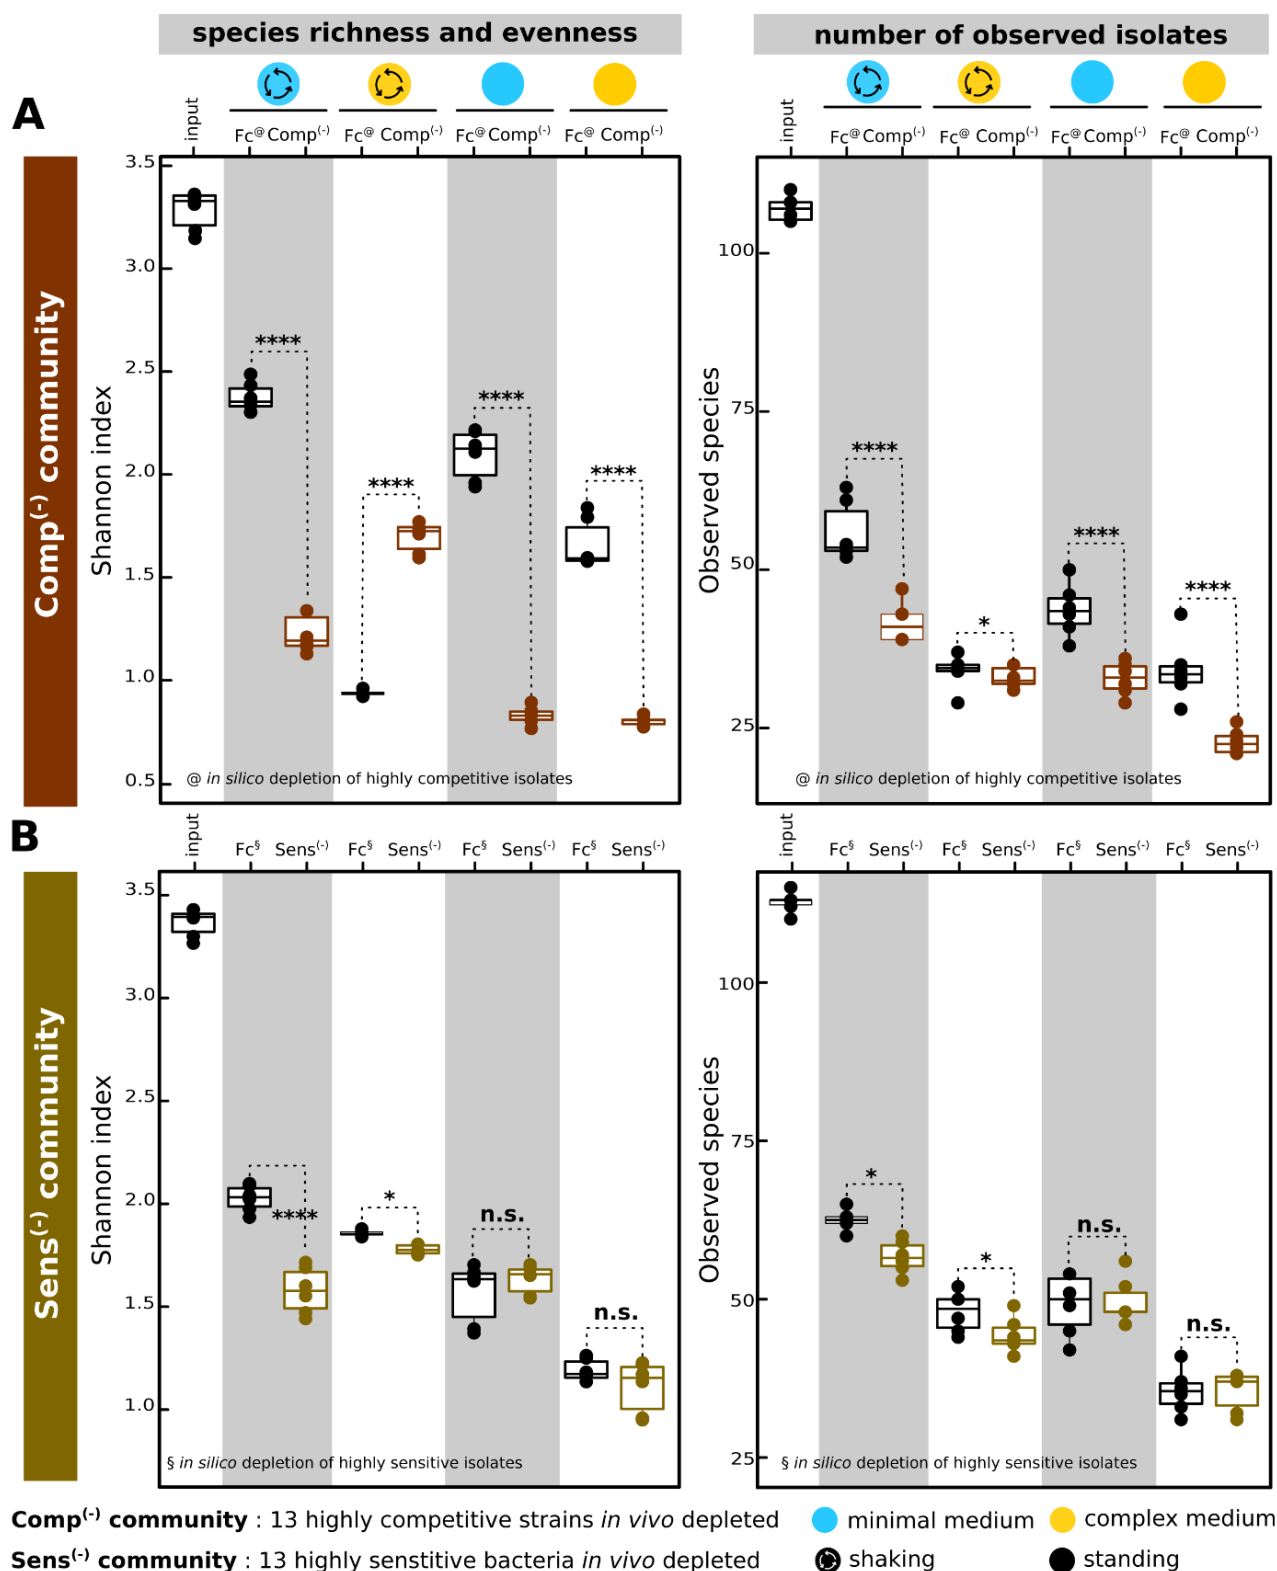 species richness and evenness
number of observed isolates
A
input
Fc@ Comp(-)
Fc@ Comp(-)
Fc@ Comp(-)
Fc@ Comp(-)
input
Fc@ Comp(-)
Fc@ Comp(-)
Fc@ Comp(-)
Fc@ Comp(-)
Comp(-) community
Shannon index
3.5
3.0
2.5
2.0
1.5
1.0
0.5
****
****
****
****
@ in silico depletion of highly competitive isolates
Observed species
100
75
50
25
****
*
****
****
@ in silico depletion of highly competitive isolates
B
input
Fc§ Sens(-)
Fc§ Sens(-)
Fc§ Sens(-)
Fc§ Sens(-)
input
Fc§ Sens(-)
Fc§ Sens(-)
Fc§ Sens(-)
Fc§ Sens(-)
Sens(-) community
Shannon index
3.5
3.0
2.5
2.0
1.5
1.0
****
*
n.s.
n.s.
§ in silico depletion of highly sensitive isolates
Observed species
100
75
50
25
*
*
n.s.
n.s.
§ in silico depletion of highly sensitive isolates
Comp(-) community : 13 highly competitive strains in vivo depleted
minimal medium
complex medium
Sens(-) community : 13 highly senstitive bacteria in vivo depleted
shaking
standing